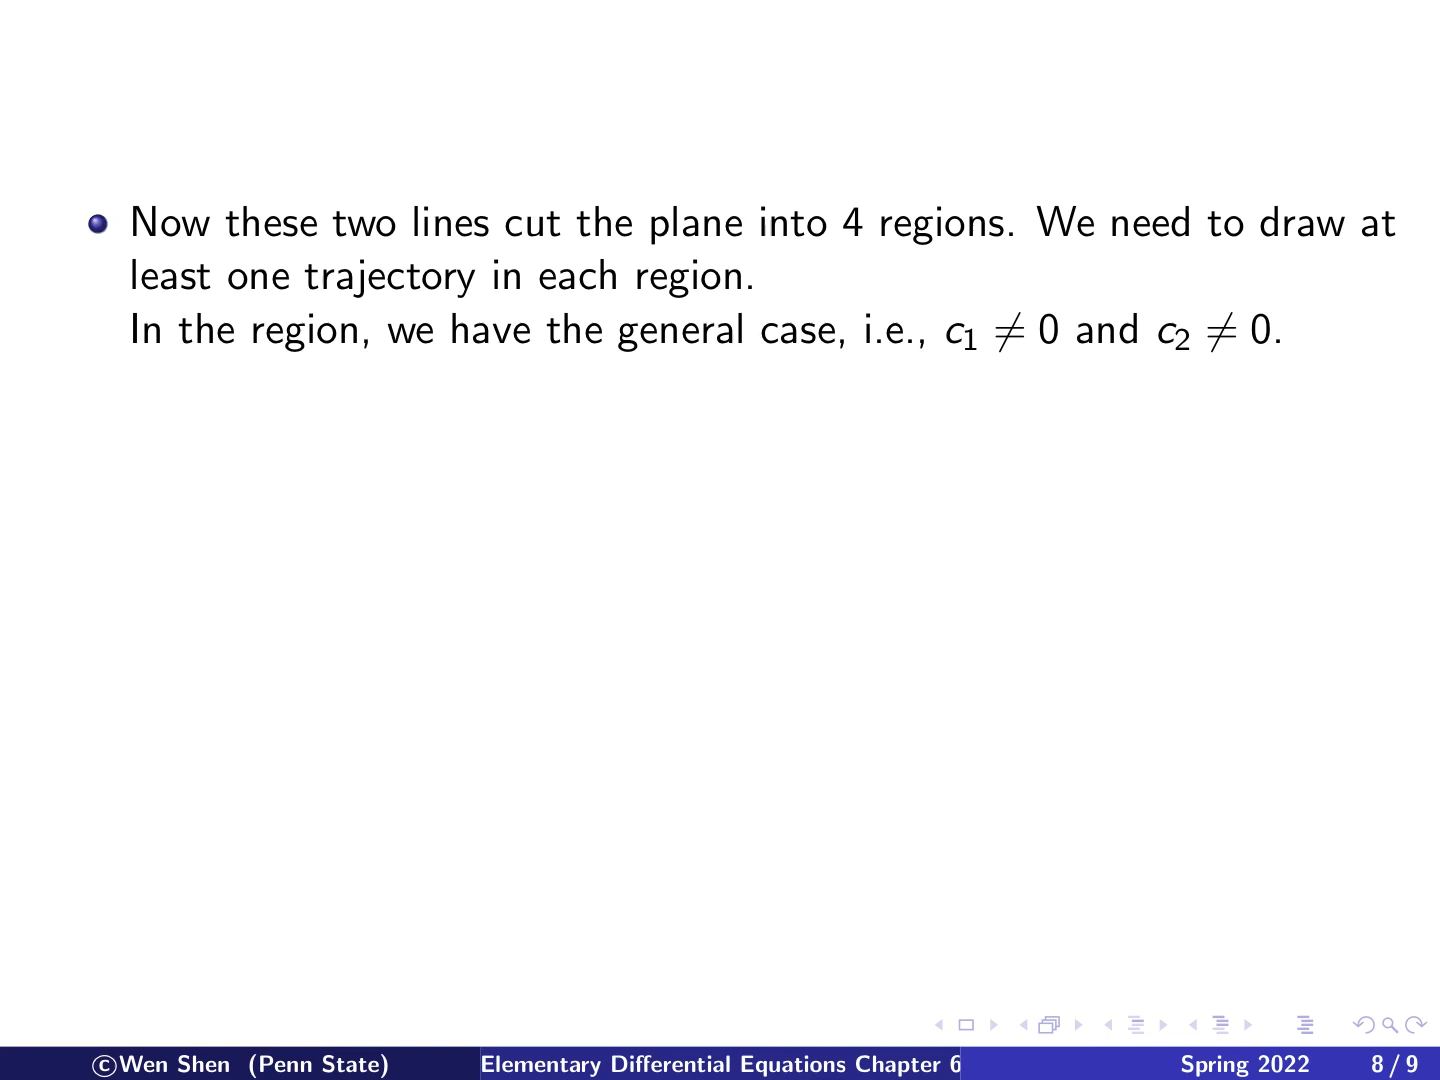 Now these two lines cut the plane into 4 regions. We need to draw at
least one trajectory in each region.
In the region, we have the general case, i.e., c₁ ≠ 0 and c₂ ≠ 0.
©Wen Shen (Penn State) Elementary Differential Equations Chapter 6 Spring 2022 8 / 9